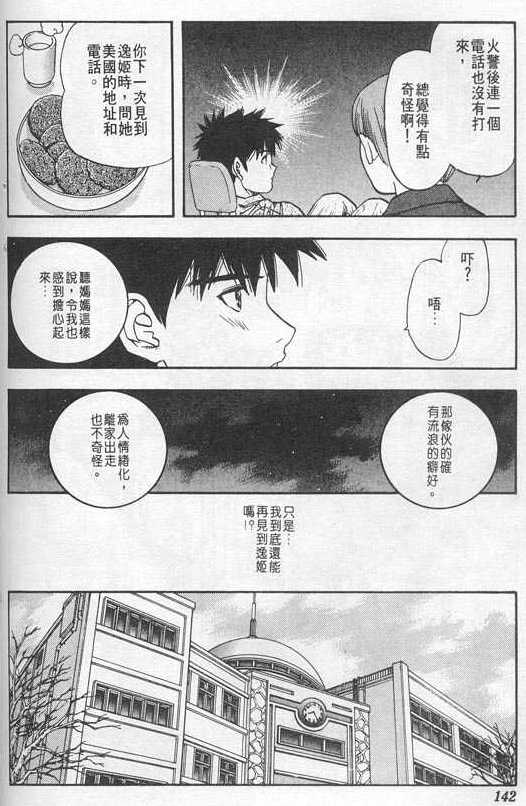 火警後連一個
電話也沒有打
來，
總覺得有點
奇怪啊！
你下一次見到
逸姬時，問她
美國的地址和
電話。
吓？
唔…
聽媽媽這樣
說，令我也
感到擔心起
來…
那傢伙的確
有流浪的癖好。
為人情緒化，
離家出走
也不奇怪。
只是…
我到底還能
再見到逸姬
嗎!?
142